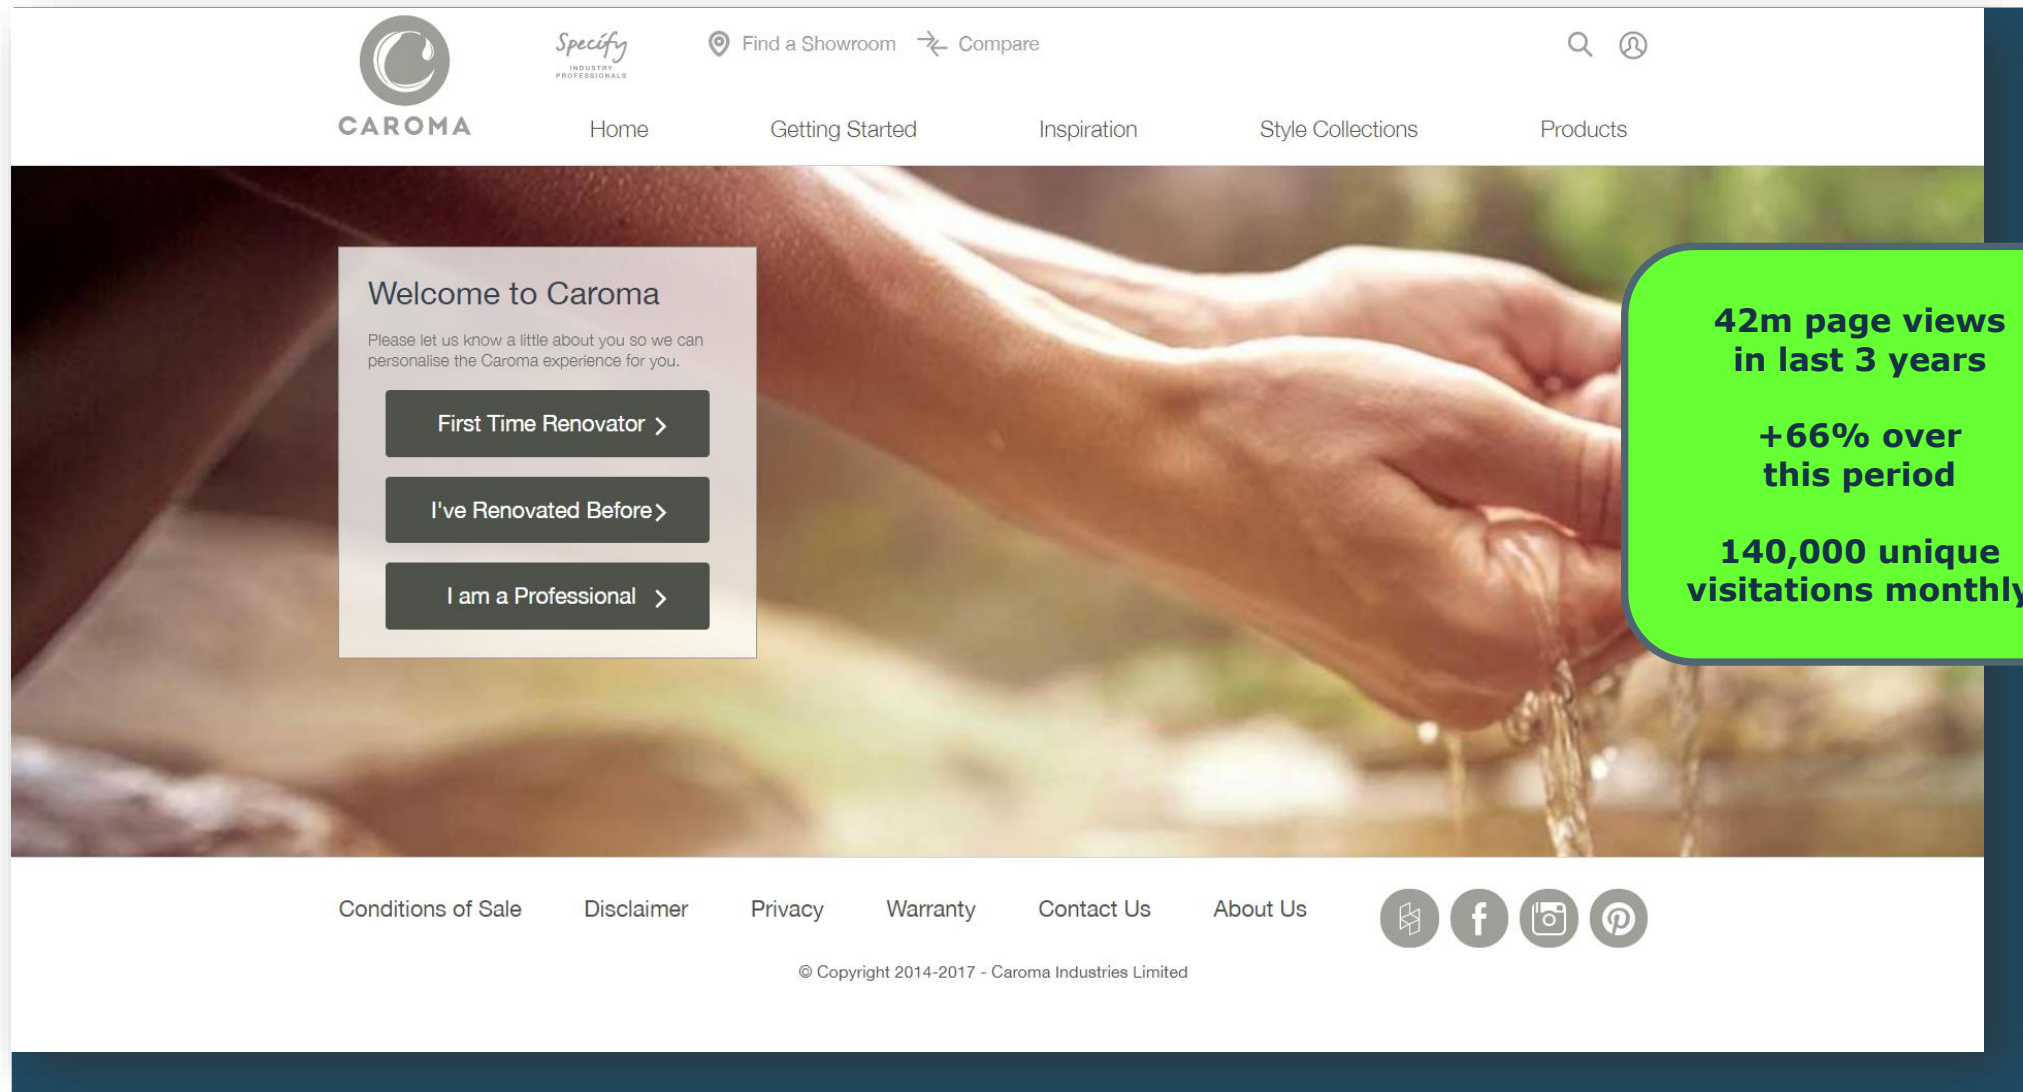 Specify
INDUSTRY
PROFESSIONALS
Find a Showroom
Compare
CAROMA
Home
Getting Started
Inspiration
Style Collections
Products
Welcome to Caroma
Please let us know a little about you so we can
personalise the Caroma experience for you.
First Time Renovator
I've Renovated Before
I am a Professional
42m page views
in last 3 years
+66% over
this period
140,000 unique
visitations monthly
Conditions of Sale
Disclaimer
Privacy
Warranty
Contact Us
About Us
© Copyright 2014-2017 - Caroma Industries Limited